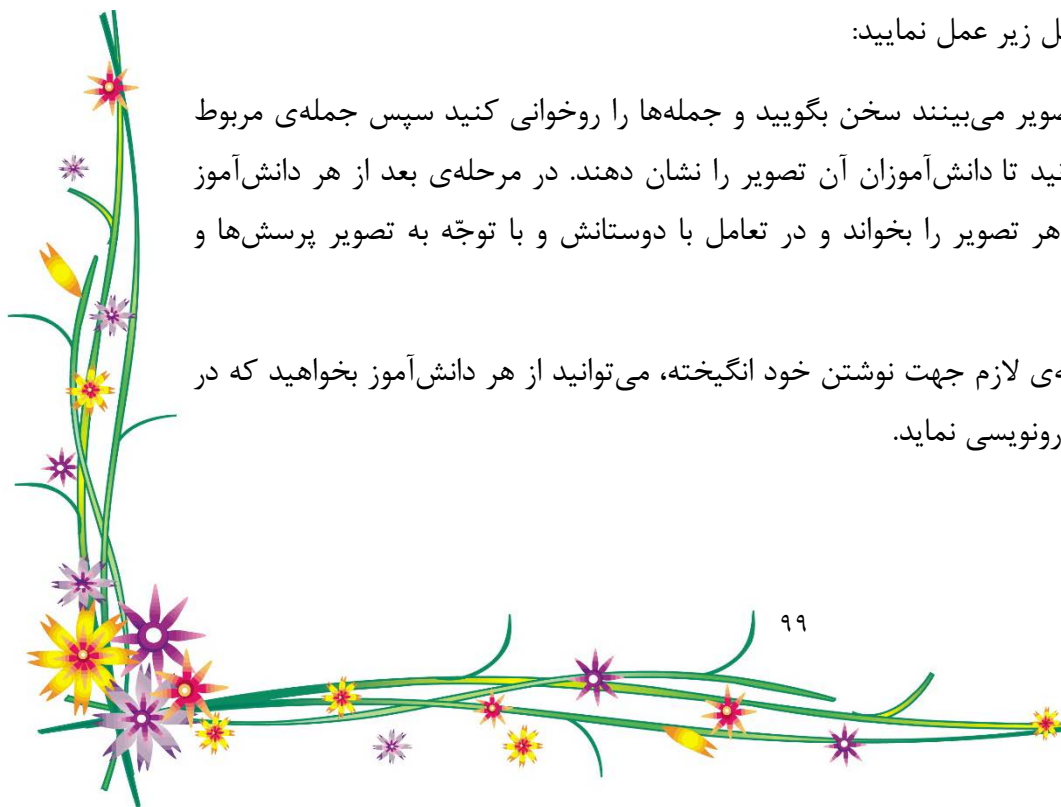 زیر عمل نمایید:
می‌بینند سخن بگویید و جمله‌ها را روخوانی کنید سپس جمله‌ی مربوط
تا دانش‌آموزان آن تصویر را نشان دهند. در مرحله‌ی بعد از هر دانش‌آموز
هر تصویر را بخواند و در تعامل با دوستانش و با توجّه به تصویر پرسش‌ها و
لازم جهت نوشتن خود انگیخته، می‌توانید از هر دانش‌آموز بخواهید که در
رونویسی نماید.
۹۹